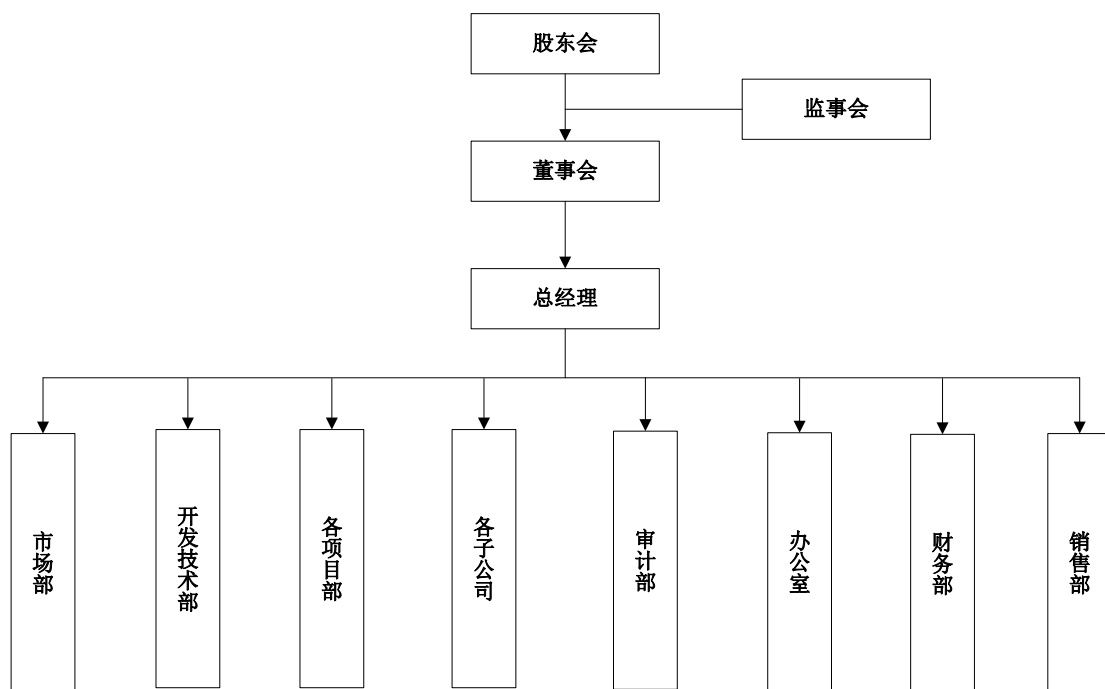 股东会
监事会
董事会
总经理
市场部
开发技术部
各项目部
各子公司
审计部
办公室
财务部
销售部